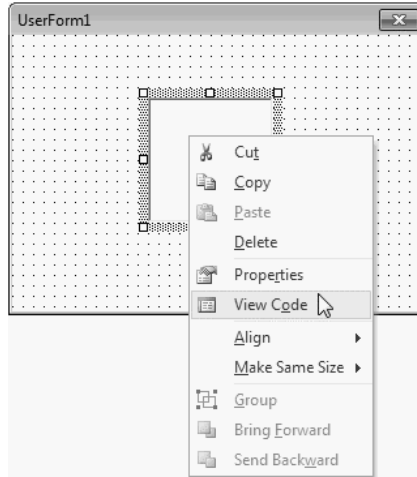 UserForm1
Cut
Copy
Paste
Delete
Properties
View Code
Align
Make Same Size
Group
Bring Forward
Send Backward